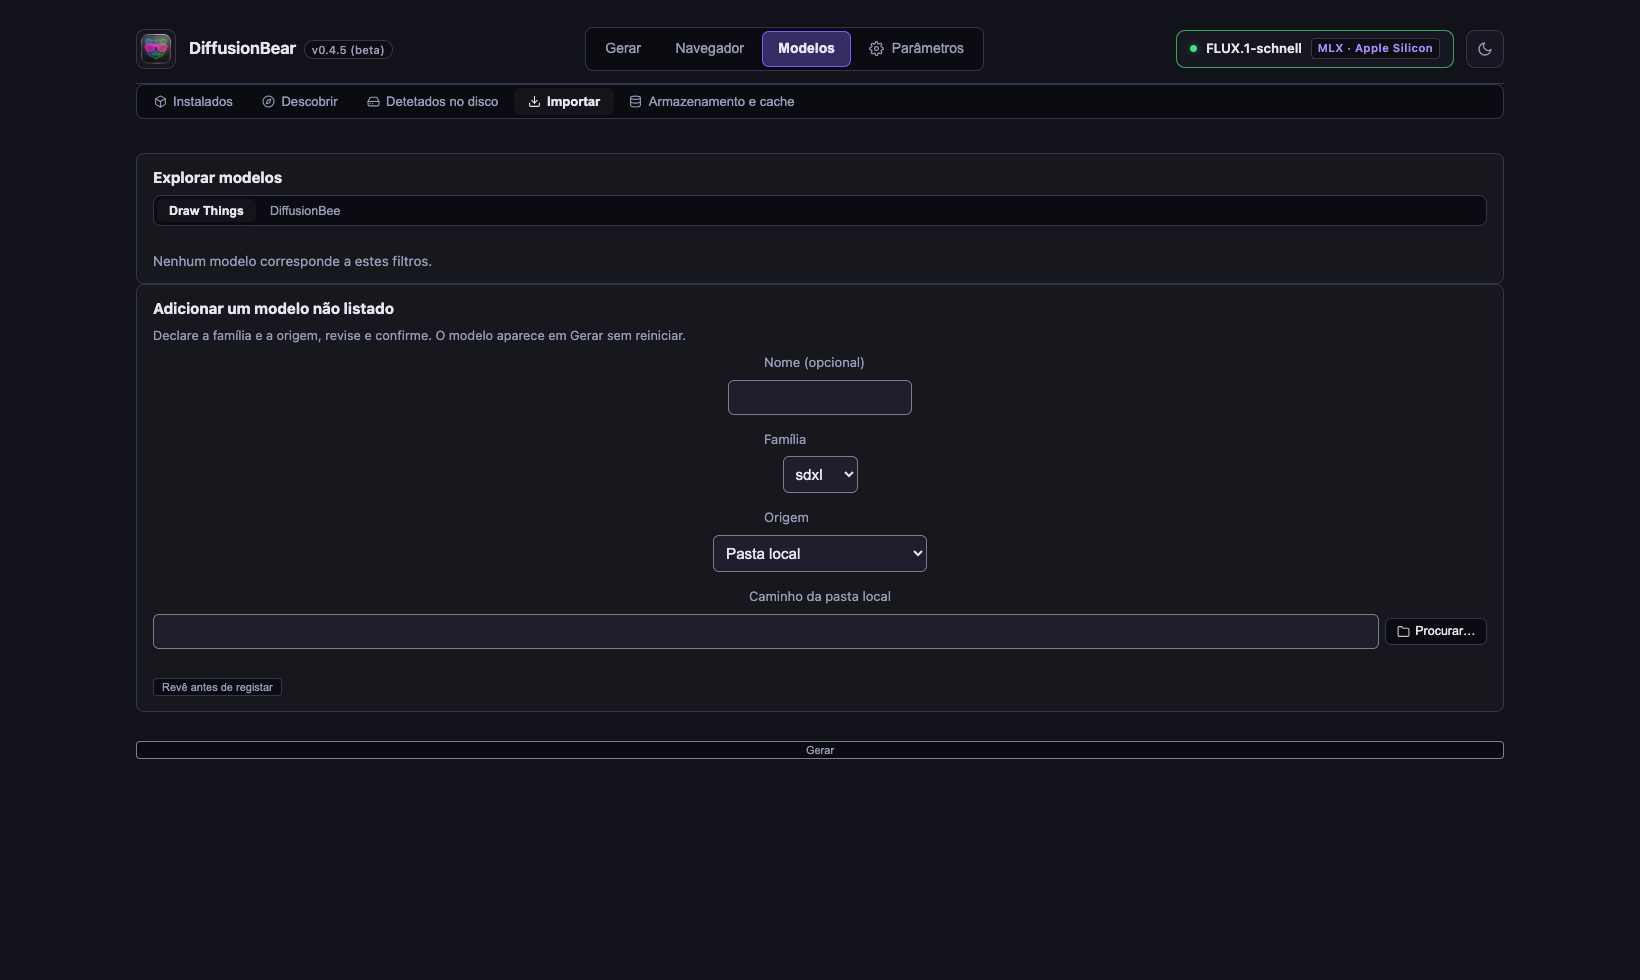 DiffusionBear v0.4.5 (beta)
Gerar Navegador Modelos Parâmetros
FLUX.1-schnell MLX · Apple Silicon
Instalados Descobrir Detetados no disco Importar Armazenamento e cache
Explorar modelos
Draw Things DiffusionBee
Nenhum modelo corresponde a estes filtros.
Adicionar um modelo não listado
Declare a família e a origem, revise e confirme. O modelo aparece em Gerar sem reiniciar.
Nome (opcional)
Família
sdxl
Origem
Pasta local
Caminho da pasta local
Procurar...
Revê antes de registar
Gerar